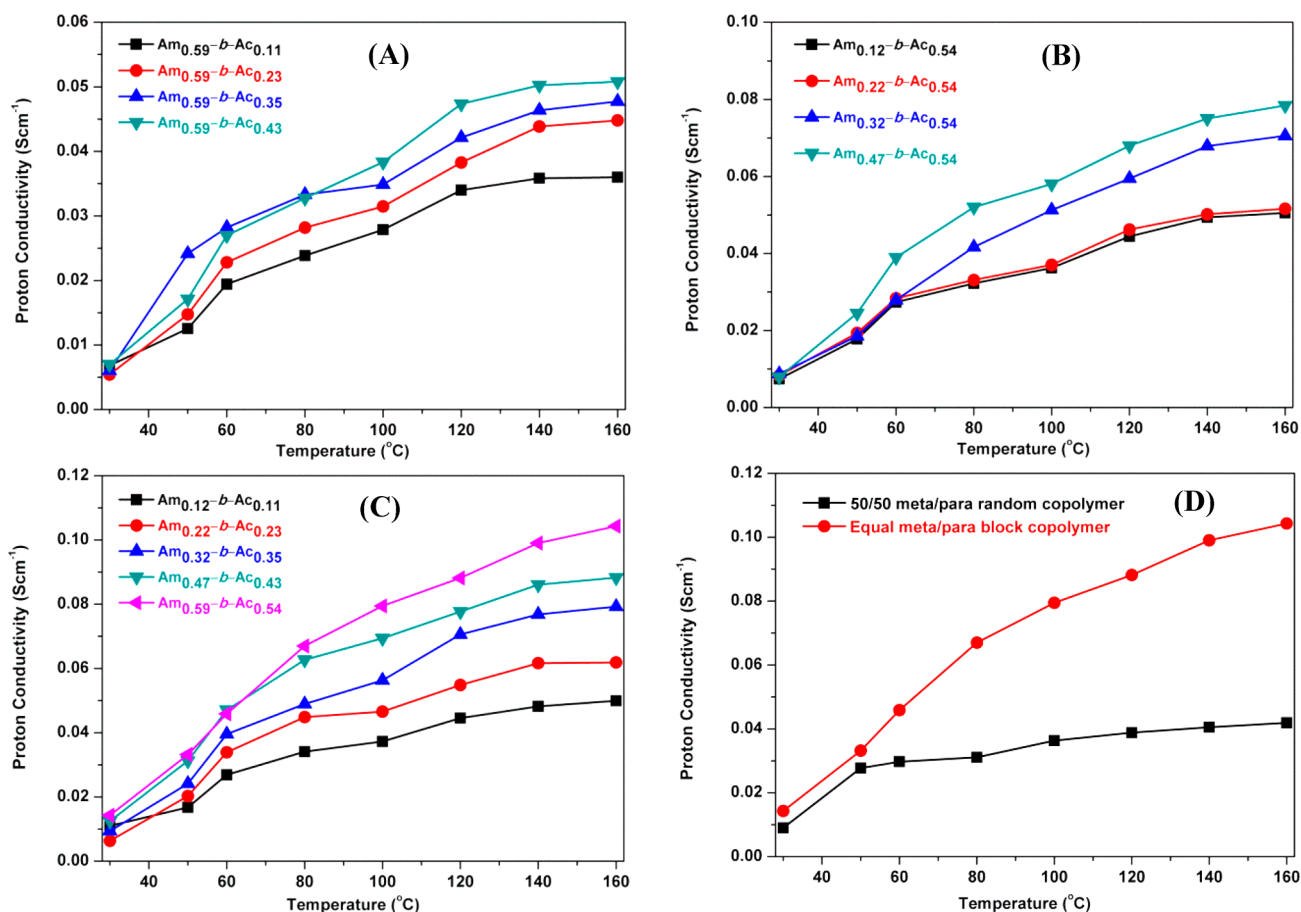 (A)
Am0.59-b-Ac0.11
Am0.59-b-Ac0.23
Am0.59-b-Ac0.35
Am0.59-b-Ac0.43
0.06
0.05
0.04
0.03
0.02
0.01
0.00
Proton Conductivity (Scm-1)
40 60 80 100 120 140 160
Temperature (oC)
(B)
Am0.12-b-Ac0.54
Am0.22-b-Ac0.54
Am0.32-b-Ac0.54
Am0.47-b-Ac0.54
0.10
0.08
0.06
0.04
0.02
0.00
Proton Conductivity (Scm-1)
40 60 80 100 120 140 160
Temperature (oC)
(C)
Am0.12-b-Ac0.11
Am0.22-b-Ac0.23
Am0.32-b-Ac0.35
Am0.47-b-Ac0.43
Am0.59-b-Ac0.54
0.12
0.10
0.08
0.06
0.04
0.02
0.00
Proton Conductivity (Scm-1)
40 60 80 100 120 140 160
Temperature (oC)
(D)
50/50 meta/para random copolymer
Equal meta/para block copolymer
0.12
0.10
0.08
0.06
0.04
0.02
0.00
Proton Conductivity (Scm-1)
40 60 80 100 120 140 160
Temperature (oC)